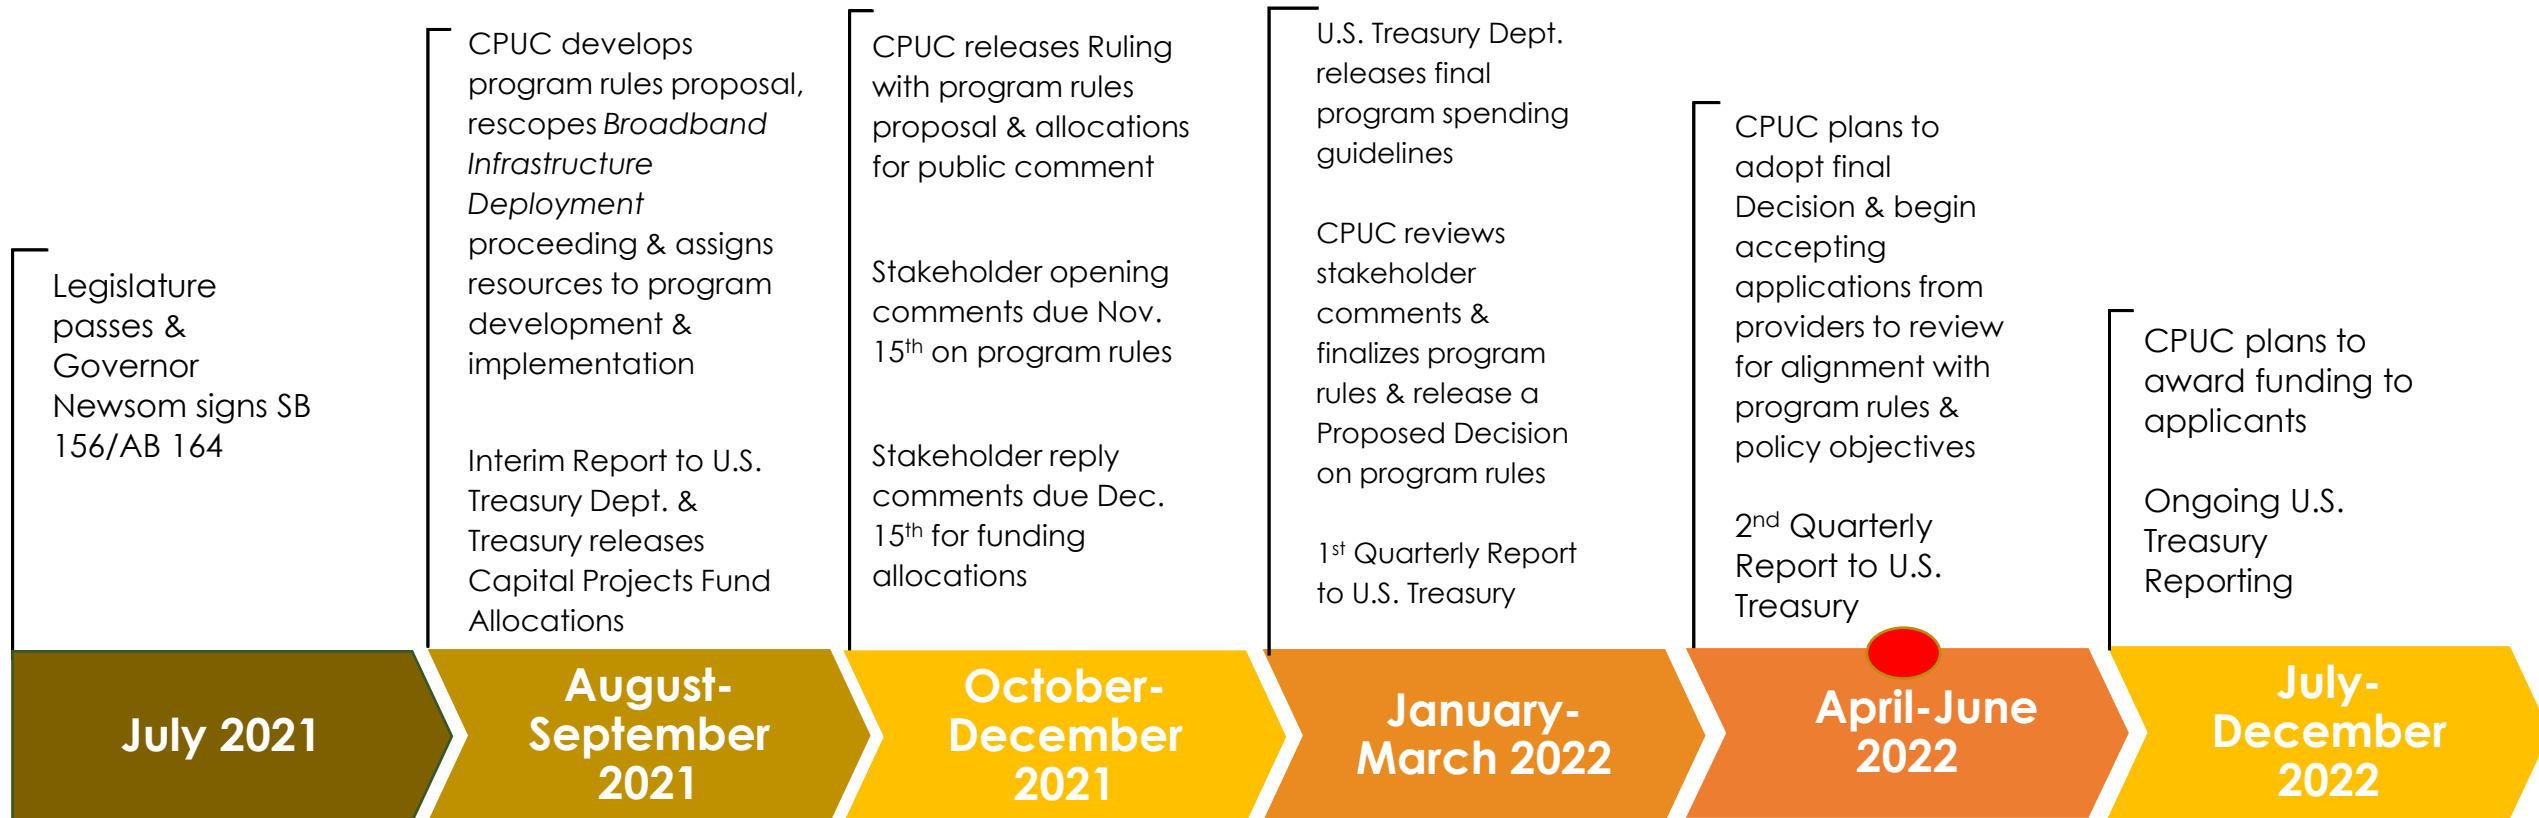 Legislature
passes &
Governor
Newsom signs SB
156/AB 164
July 2021
CPUC develops
program rules proposal,
rescopes Broadband
Infrastructure
Deployment
proceeding & assigns
resources to program
development &
implementation
Interim Report to U.S.
Treasury Dept. &
Treasury releases
Capital Projects Fund
Allocations
August-
September
2021
CPUC releases Ruling
with program rules
proposal & allocations
for public comment
Stakeholder opening
comments due Nov.
15th on program rules
Stakeholder reply
comments due Dec.
15th for funding
allocations
October-
December
2021
U.S. Treasury Dept.
releases final
program spending
guidelines
CPUC reviews
stakeholder
comments &
finalizes program
rules & release a
Proposed Decision
on program rules
1st Quarterly Report
to U.S. Treasury
January-
March 2022
CPUC plans to
adopt final
Decision & begin
accepting
applications from
providers to review
for alignment with
program rules &
policy objectives
2nd Quarterly
Report to U.S.
Treasury
April-June
2022
CPUC plans to
award funding to
applicants
Ongoing U.S.
Treasury
Reporting
July-
December
2022